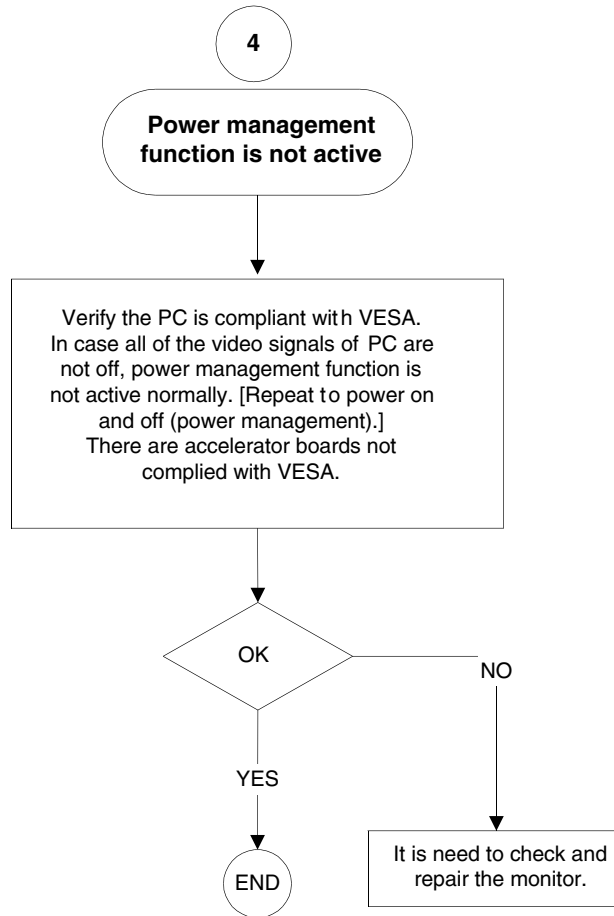 4
Power management
function is not active
Verify the PC is compliant with VESA.
In case all of the video signals of PC are
not off, power management function is
not active normally. [Repeat to power on
and off (power management).]
There are accelerator boards not
complied with VESA.
OK
NO
YES
END
It is need to check and
repair the monitor.